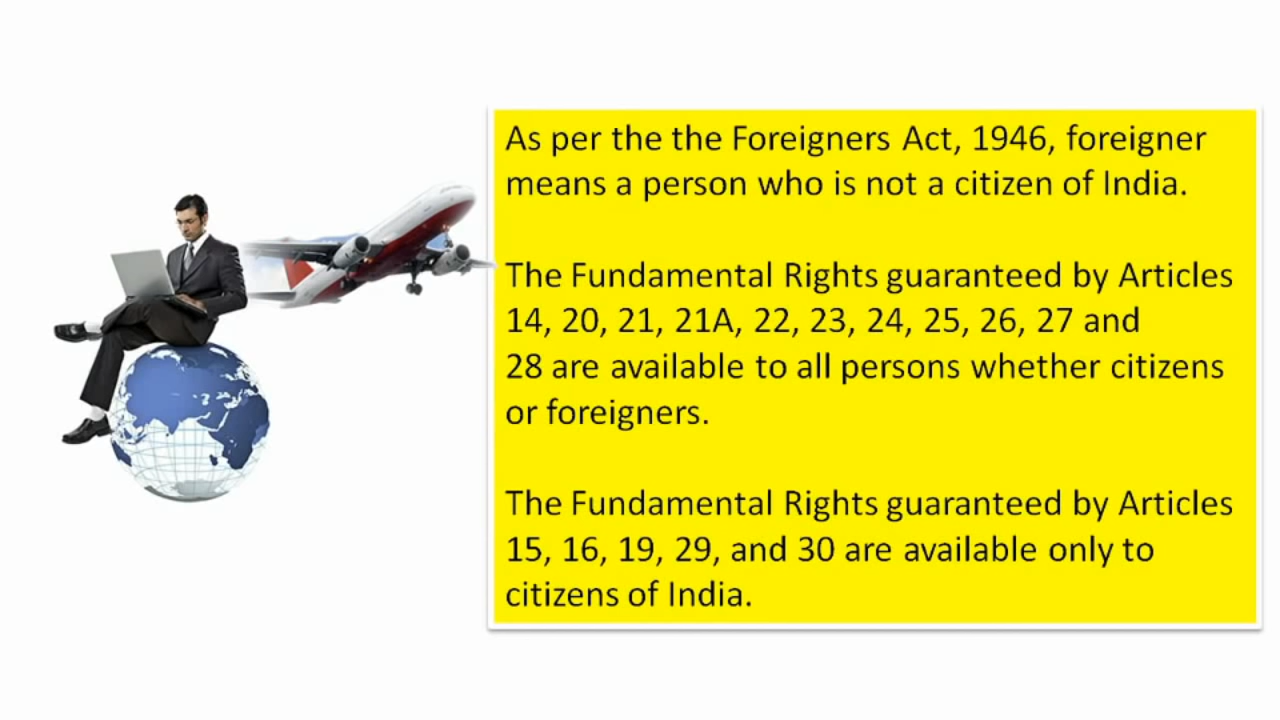 As per the the Foreigners Act, 1946, foreigner
means a person who is not a citizen of India.
The Fundamental Rights guaranteed by Articles
14, 20, 21, 21A, 22, 23, 24, 25, 26, 27 and
28 are available to all persons whether citizens
or foreigners.
The Fundamental Rights guaranteed by Articles
15, 16, 19, 29, and 30 are available only to
citizens of India.